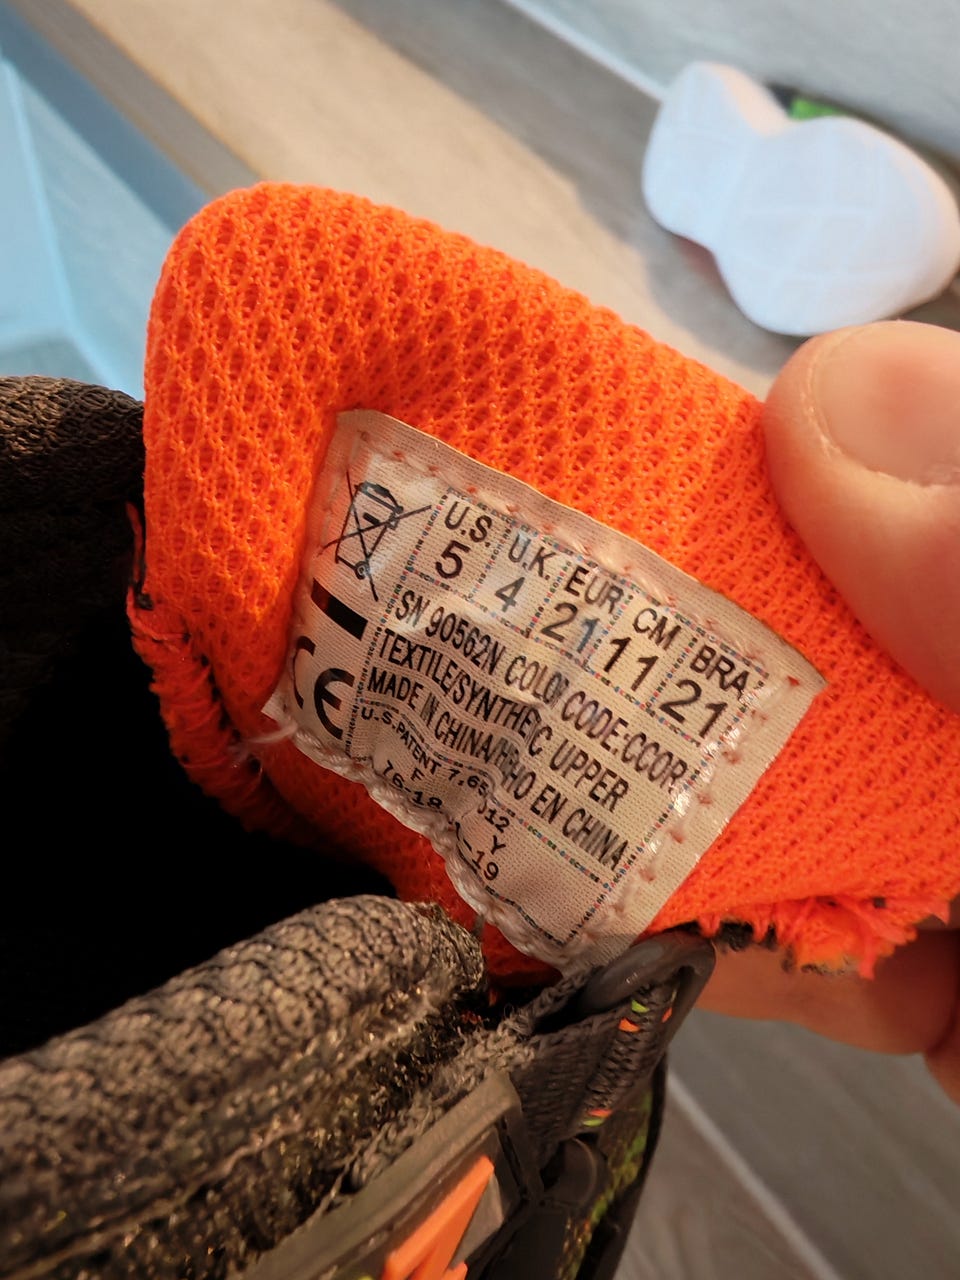 U.S. U.K. EUR CM BRA.
5 4 21 11 21
SN 90562N COLOR CODE:CCOR
TEXTILE/SYNTHETIC UPPER
MADE IN CHINA/HECHO EN CHINA
U.S.PATENT
F Y
CE